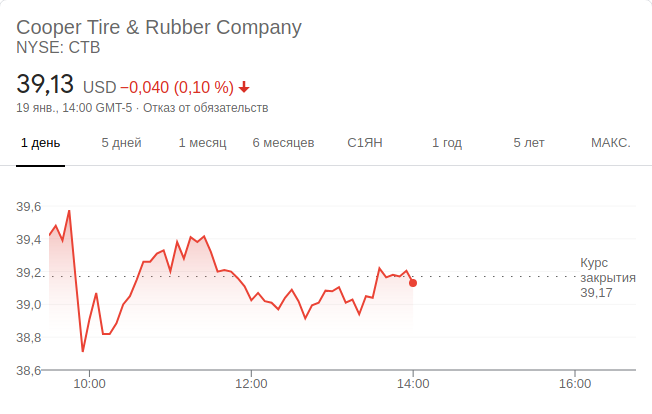 Cooper Tire & Rubber Company
NYSE: CTB
39,13 USD −0,040 (0,10 %)
19 янв., 14:00 GMT-5 · Отказ от обязательств
1 день 5 дней 1 месяц 6 месяцев С1ЯН 1 год 5 лет МАКС.
39,6
39,4
39,2
39,0
38,8
38,6
Курс
закрытия
39,17
10:00 12:00 14:00 16:00